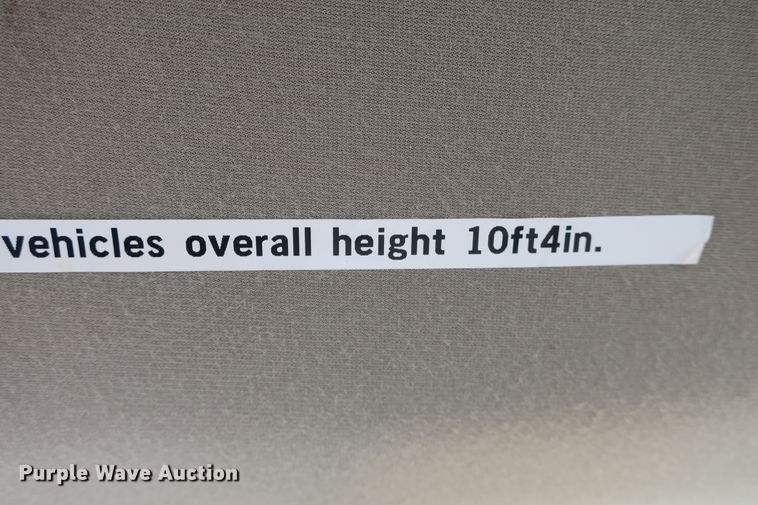 vehicles overall height 10ft4in.
Purple Wave Auction